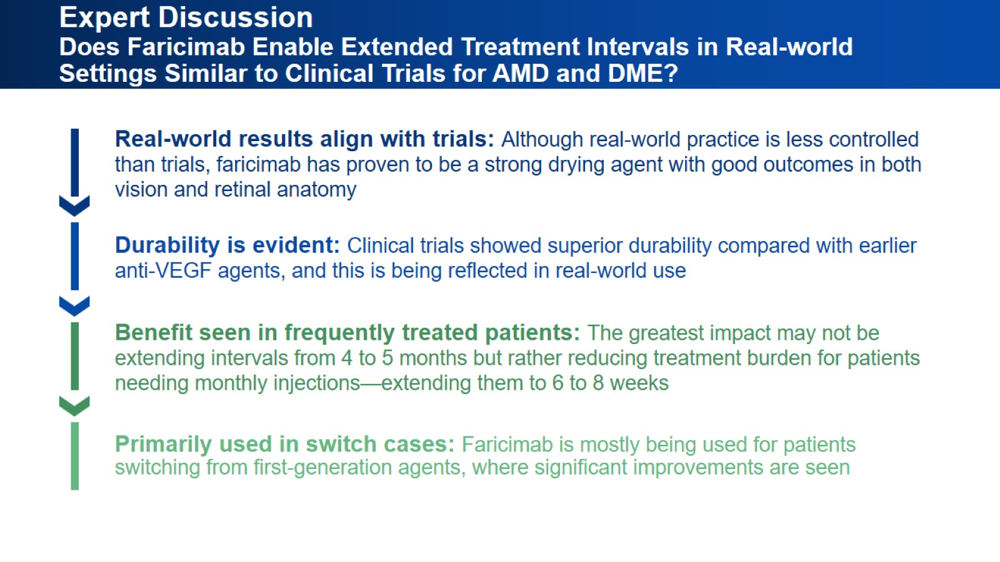 Expert Discussion
Does Faricimab Enable Extended Treatment Intervals in Real-world
Settings Similar to Clinical Trials for AMD and DME?
Real-world results align with trials: Although real-world practice is less controlled
than trials, faricimab has proven to be a strong drying agent with good outcomes in both
vision and retinal anatomy
Durability is evident: Clinical trials showed superior durability compared with earlier
anti-VEGF agents, and this is being reflected in real-world use
Benefit seen in frequently treated patients: The greatest impact may not be
extending intervals from 4 to 5 months but rather reducing treatment burden for patients
needing monthly injections—extending them to 6 to 8 weeks
Primarily used in switch cases: Faricimab is mostly being used for patients
switching from first-generation agents, where significant improvements are seen